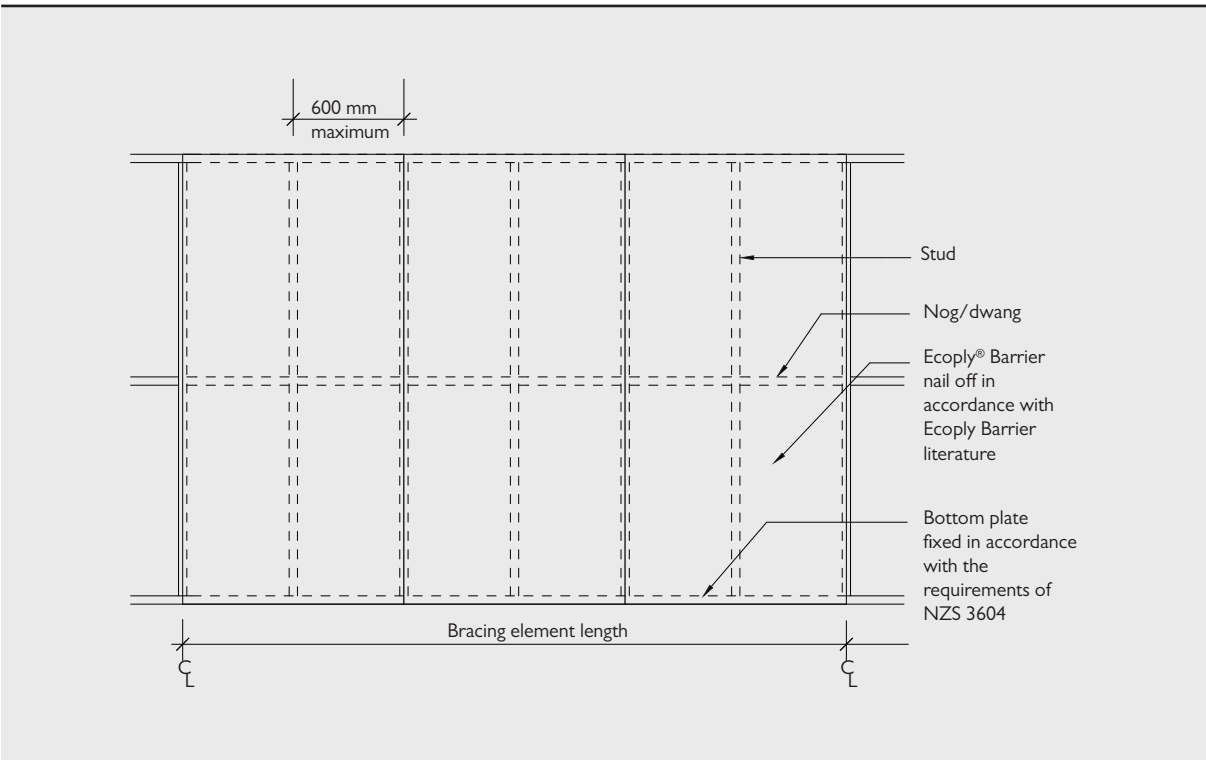 600 mm
maximum
Stud
Nog/dwang
Ecoply® Barrier
nail off in
accordance with
Ecoply Barrier
literature
Bottom plate
fixed in accordance
with the
requirements of
NZS 3604
Bracing element length
CL
CL